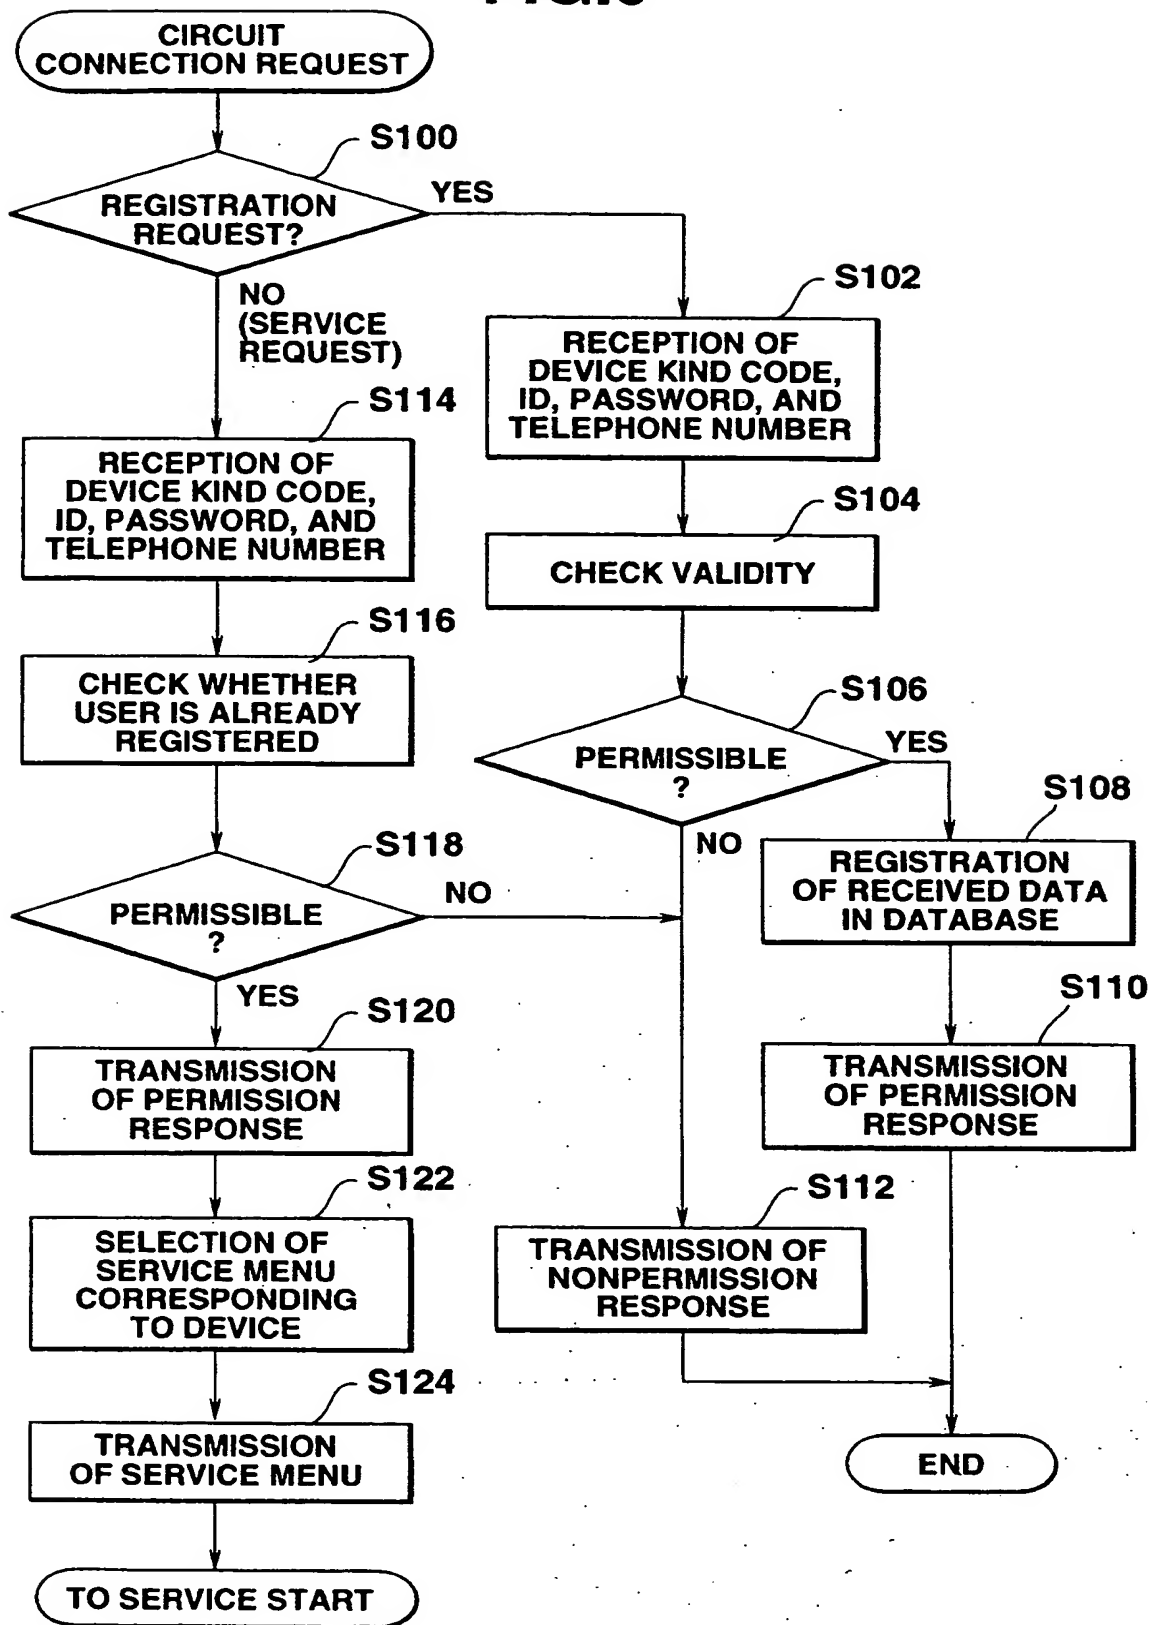 CIRCUIT
CONNECTION REQUEST
S100
REGISTRATION
REQUEST?
YES
NO
(SERVICE
REQUEST)
S102
RECEPTION OF
DEVICE KIND CODE,
ID, PASSWORD, AND
TELEPHONE NUMBER
S114
RECEPTION OF
DEVICE KIND CODE,
ID, PASSWORD, AND
TELEPHONE NUMBER
S104
CHECK VALIDITY
S116
CHECK WHETHER
USER IS ALREADY
REGISTERED
S106
PERMISSIBLE
?
YES
NO
S108
REGISTRATION
OF RECEIVED DATA
IN DATABASE
S118
PERMISSIBLE
?
NO
YES
S110
TRANSMISSION
OF PERMISSION
RESPONSE
S120
TRANSMISSION
OF PERMISSION
RESPONSE
S122
SELECTION OF
SERVICE MENU
CORRESPONDING
TO DEVICE
S112
TRANSMISSION OF
NONPERMISSION
RESPONSE
S124
TRANSMISSION
OF SERVICE MENU
END
TO SERVICE START